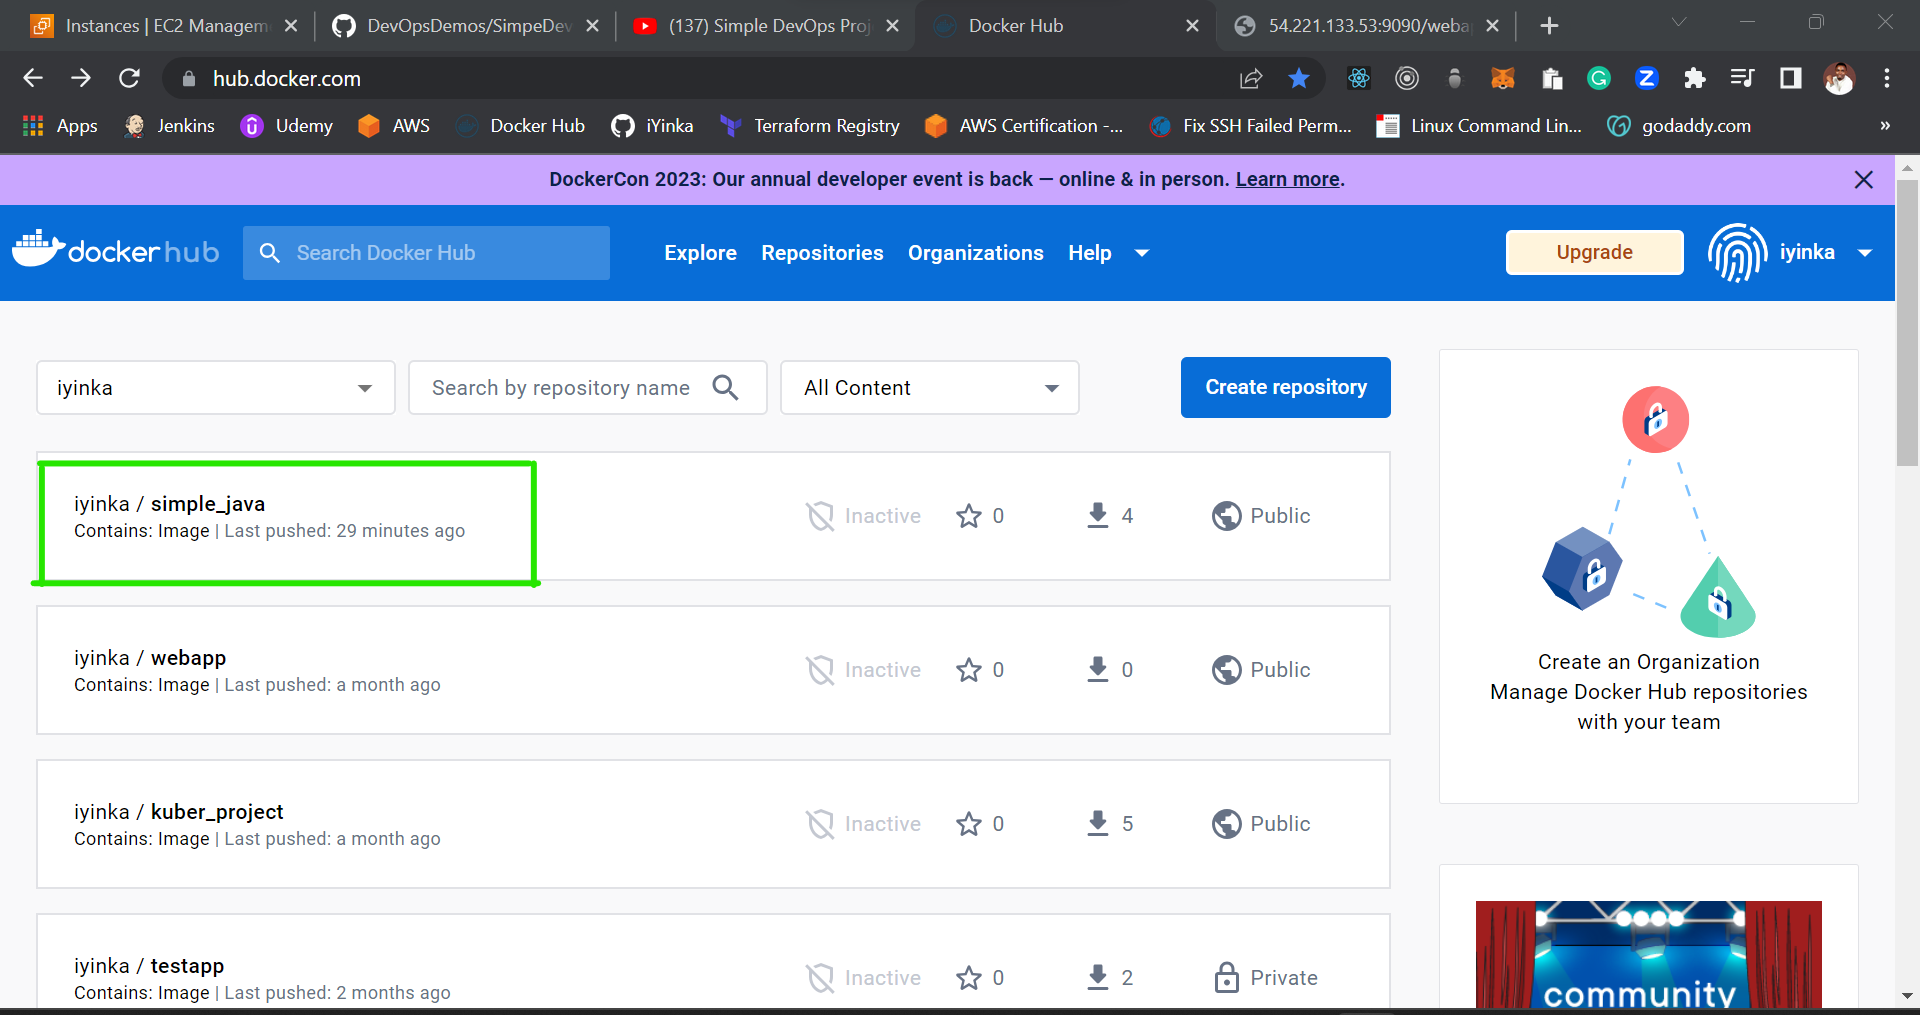 Instances | EC2 Managem
DevOpsDemos/SimpeDev
(137) Simple DevOps Proj
Docker Hub
54.221.133.53:9090/weba
hub.docker.com
Apps
Jenkins
Udemy
AWS
Docker Hub
iYinka
Terraform Registry
AWS Certification -...
Fix SSH Failed Perm...
Linux Command Lin...
godaddy.com
»
DockerCon 2023: Our annual developer event is back — online & in person. Learn more.
dockerhub
Search Docker Hub
Explore
Repositories
Organizations
Help
Upgrade
iyinka
iyinka
Search by repository name
All Content
Create repository
iyinka / simple_java
Contains: Image | Last pushed: 29 minutes ago
Inactive
0
4
Public
iyinka / webapp
Contains: Image | Last pushed: a month ago
Inactive
0
0
Public
iyinka / kuber_project
Contains: Image | Last pushed: a month ago
Inactive
0
5
Public
iyinka / testapp
Contains: Image | Last pushed: 2 months ago
Inactive
0
2
Private
Create an Organization
Manage Docker Hub repositories
with your team
community